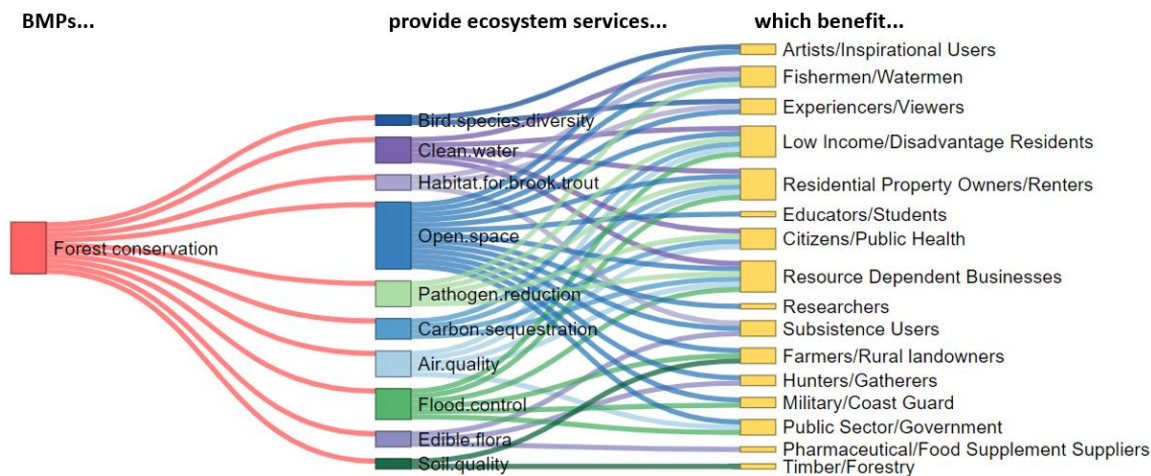 BMPs...
provide ecosystem services...
which benefit...
Forest conservation
Bird.species.diversity
Clean.water
Habitat.for.brook.trout
Open.space
Pathogen.reduction
Carbon.sequestration
Air.quality
Flood.control
Edible.flora
Soil.quality
Artists/Inspirational Users
Fishermen/Watermen
Experiencers/Viewers
Low Income/Disadvantage Residents
Residential Property Owners/Renters
Educators/Students
Citizens/Public Health
Resource Dependent Businesses
Researchers
Subsistence Users
Farmers/Rural landowners
Hunters/Gatherers
Military/Coast Guard
Public Sector/Government
Pharmaceutical/Food Supplement Suppliers
Timber/Forestry